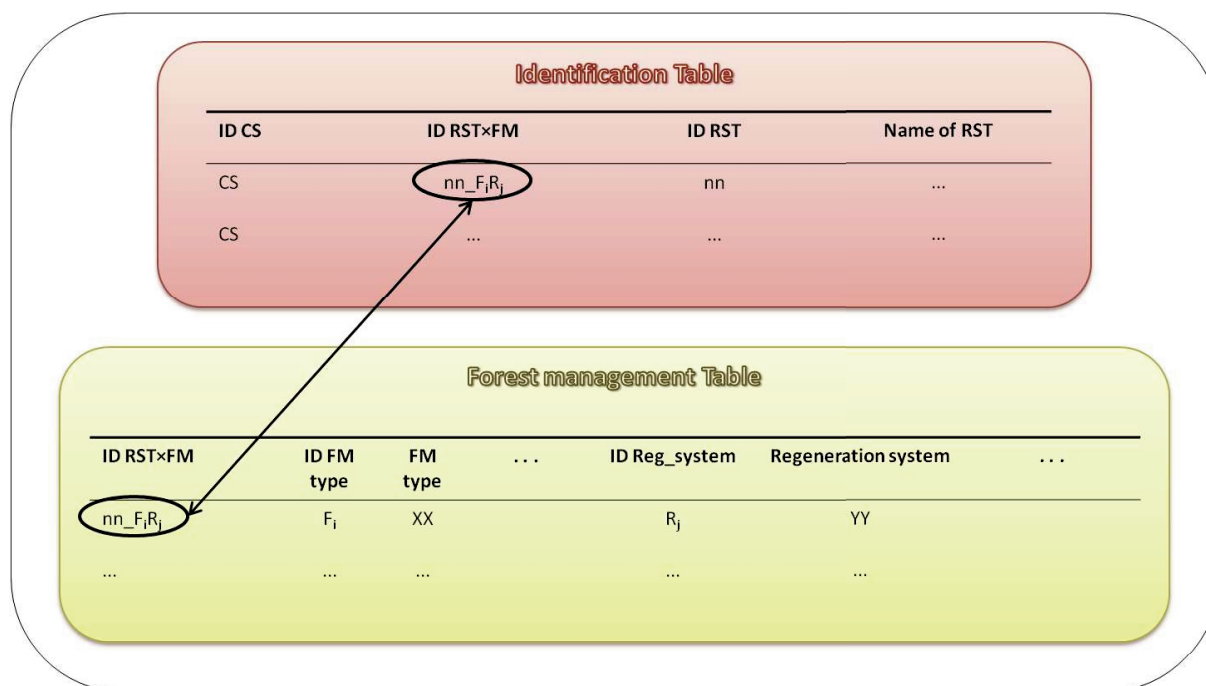 Identification Table
ID CS ID RST×FM ID RST Name of RST
CS nn_FᵢRⱼ nn ...
CS ... ... ...
Forest management Table
ID RST×FM ID FM type FM type . . . ID Reg_system Regeneration system . . .
nn_FᵢRⱼ Fᵢ XX Rⱼ YY
... ... ... ... ...